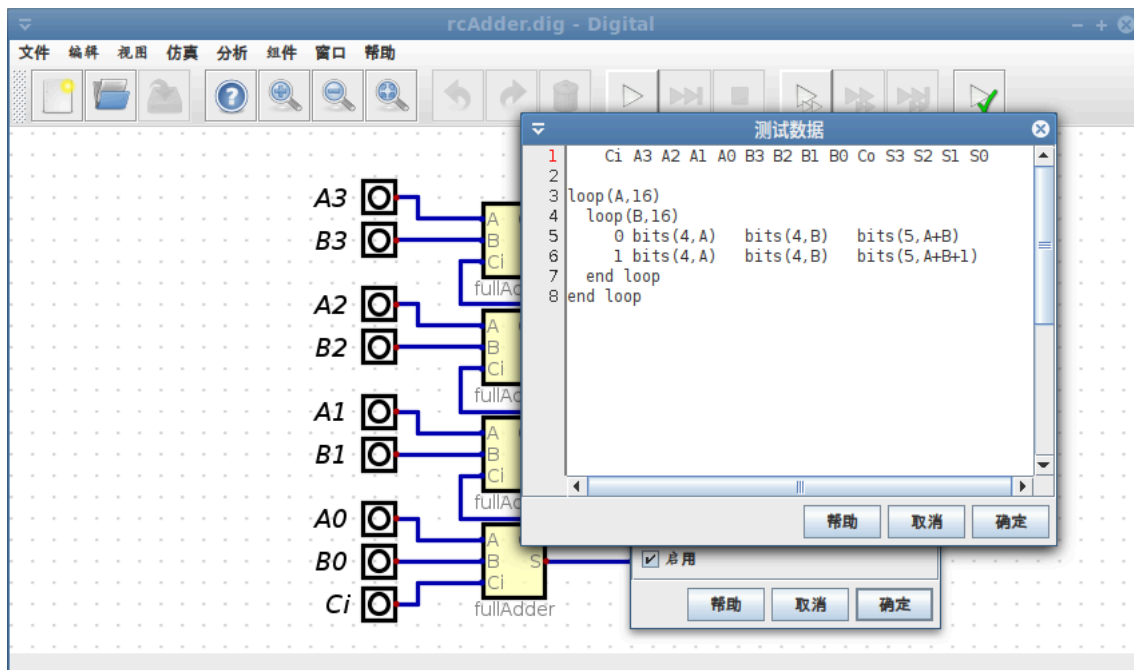 rcAdder.dig - Digital
文件 编辑 视图 仿真 分析 组件 窗口 帮助
测试数据
1 Ci A3 A2 A1 A0 B3 B2 B1 B0 Co S3 S2 S1 S0
2
3 loop(A,16)
4 loop(B,16)
5 0 bits(4,A) bits(4,B) bits(5,A+B)
6 1 bits(4,A) bits(4,B) bits(5,A+B+1)
7 end loop
8 end loop
帮助 取消 确定
A3
A
B3
B
Ci
fullAd
A2
A
B2
B
Ci
fullAd
A1
A
B1
B
Ci
fullAd
A0
A
B0
B S
Ci
Ci
fullAdder
启用
帮助 取消 确定